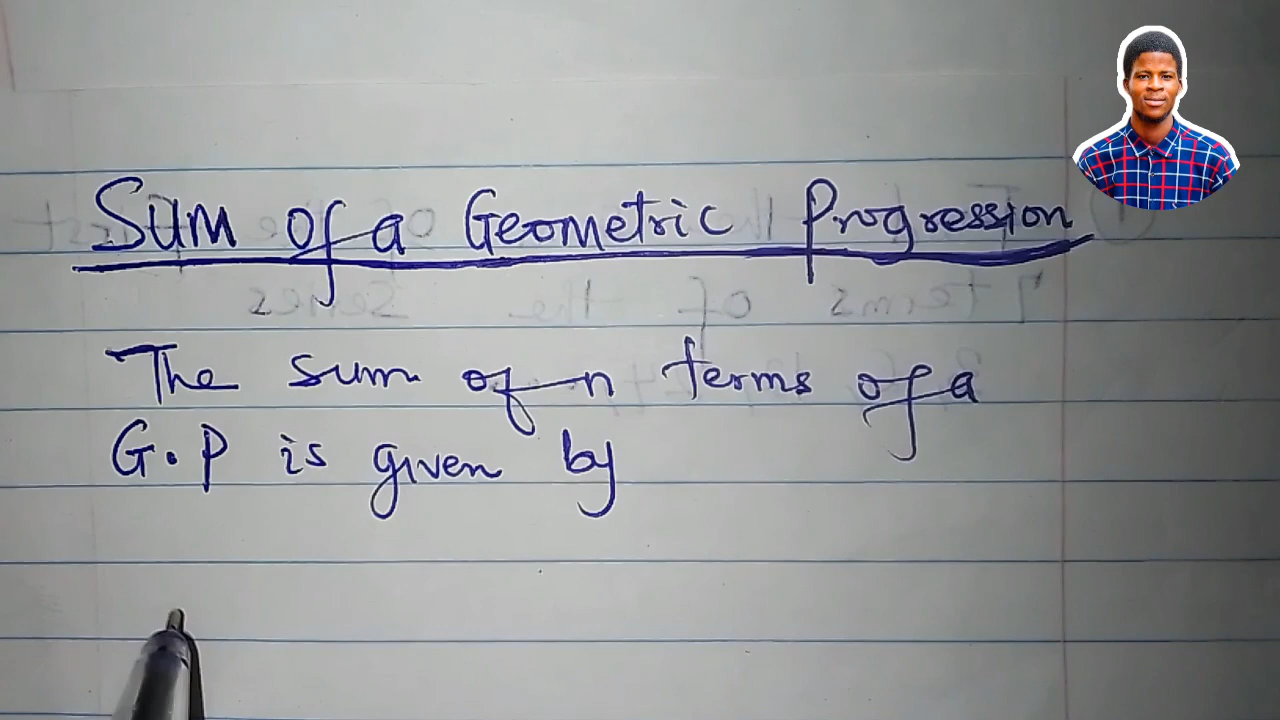 Sum of a Geometric Progression
The sum of n terms of a
G.P is given by